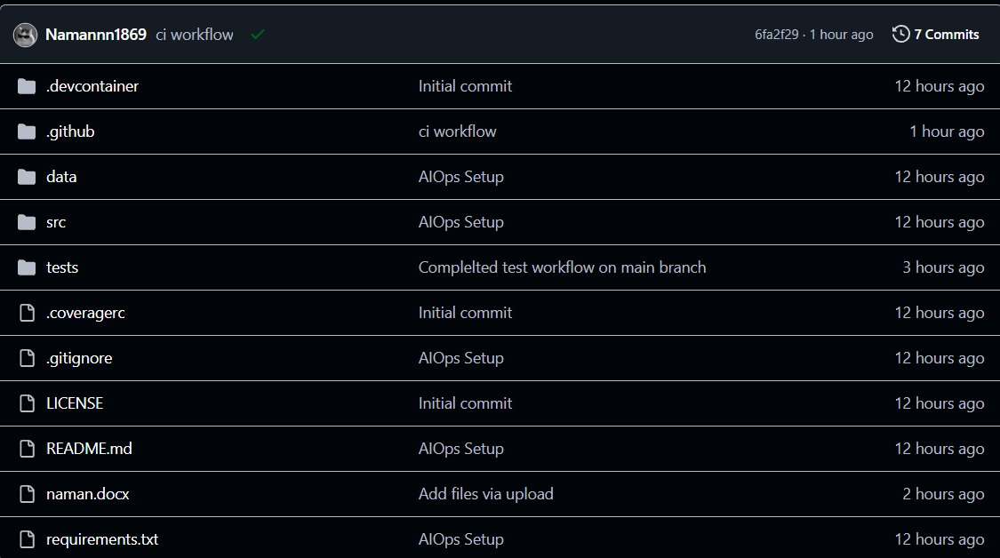 Namannn1869 ci workflow 6fa2f29 · 1 hour ago 7 Commits
.devcontainer Initial commit 12 hours ago
.github ci workflow 1 hour ago
data AIOps Setup 12 hours ago
src AIOps Setup 12 hours ago
tests Complelted test workflow on main branch 3 hours ago
.coveragerc Initial commit 12 hours ago
.gitignore AIOps Setup 12 hours ago
LICENSE Initial commit 12 hours ago
README.md AIOps Setup 12 hours ago
naman.docx Add files via upload 2 hours ago
requirements.txt AIOps Setup 12 hours ago